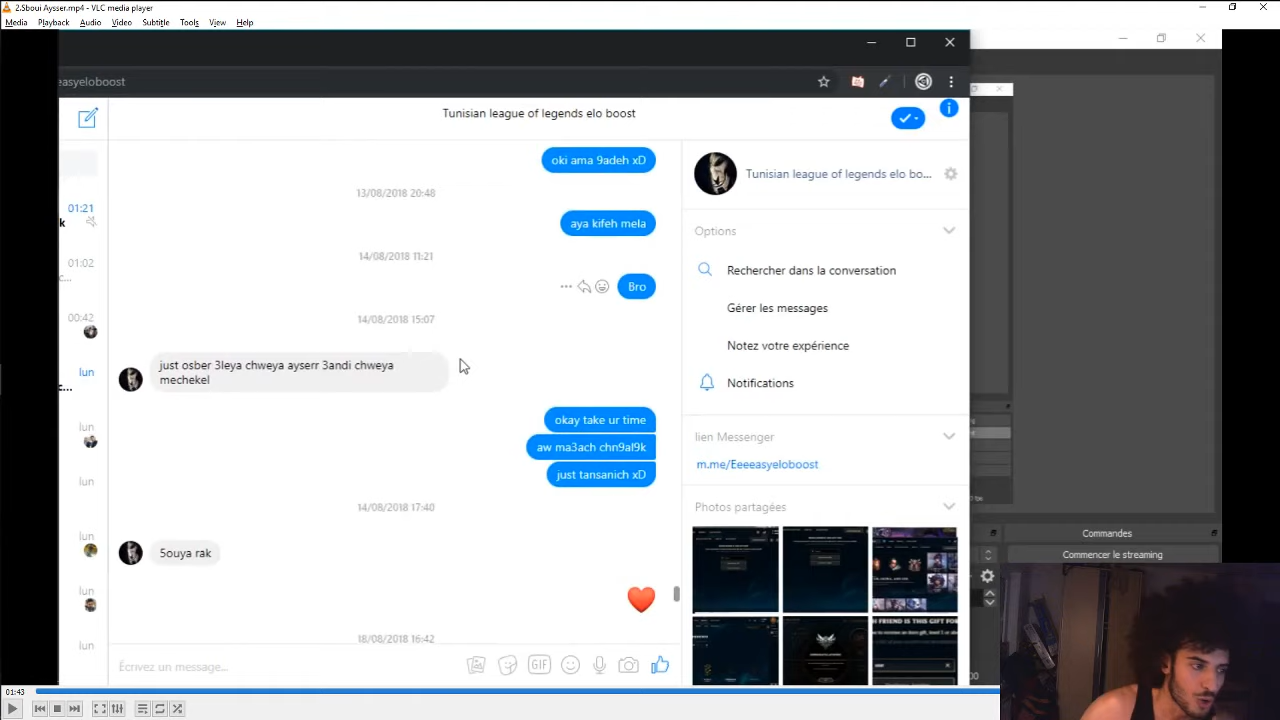 2.Sboui Aysser.mp4 - VLC media player
Media Playback Audio Video Subtitle Tools View Help
easyeloboost
Tunisian league of legends elo boost
oki ama 9adeh xD
13/08/2018 20:48
aya kifeh mela
14/08/2018 11:21
Bro
14/08/2018 15:07
just osber 3leya chweya ayserr 3andi chweya
mechekel
okay take ur time
aw ma3ach chn9al9k
just tansanich xD
14/08/2018 17:40
5ouya rak
18/08/2018 16:42
Écrivez un message...
GIF
01:21
k
01:02
c...
00:42
lun
c...
lun
lun
lun
lun
lun
Tunisian league of legends elo bo...
Options
Rechercher dans la conversation
Gérer les messages
Notez votre expérience
Notifications
lien Messenger
m.me/Eeeeasyeloboost
Photos partagées
Commandes
Commencer le streaming
01:43